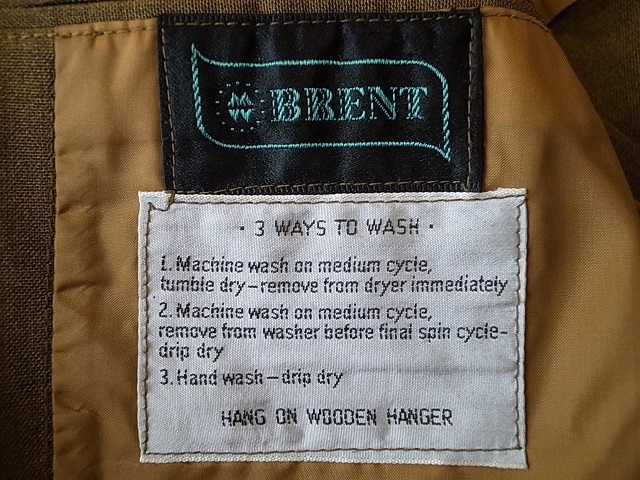 BRENT
· 3 WAYS TO WASH ·
1. Machine wash on medium cycle,
tumble dry—remove from dryer immediately
2. Machine wash on medium cycle,
remove from washer before final spin cycle-
drip dry
3. Hand wash—drip dry
HANG ON WOODEN HANGER